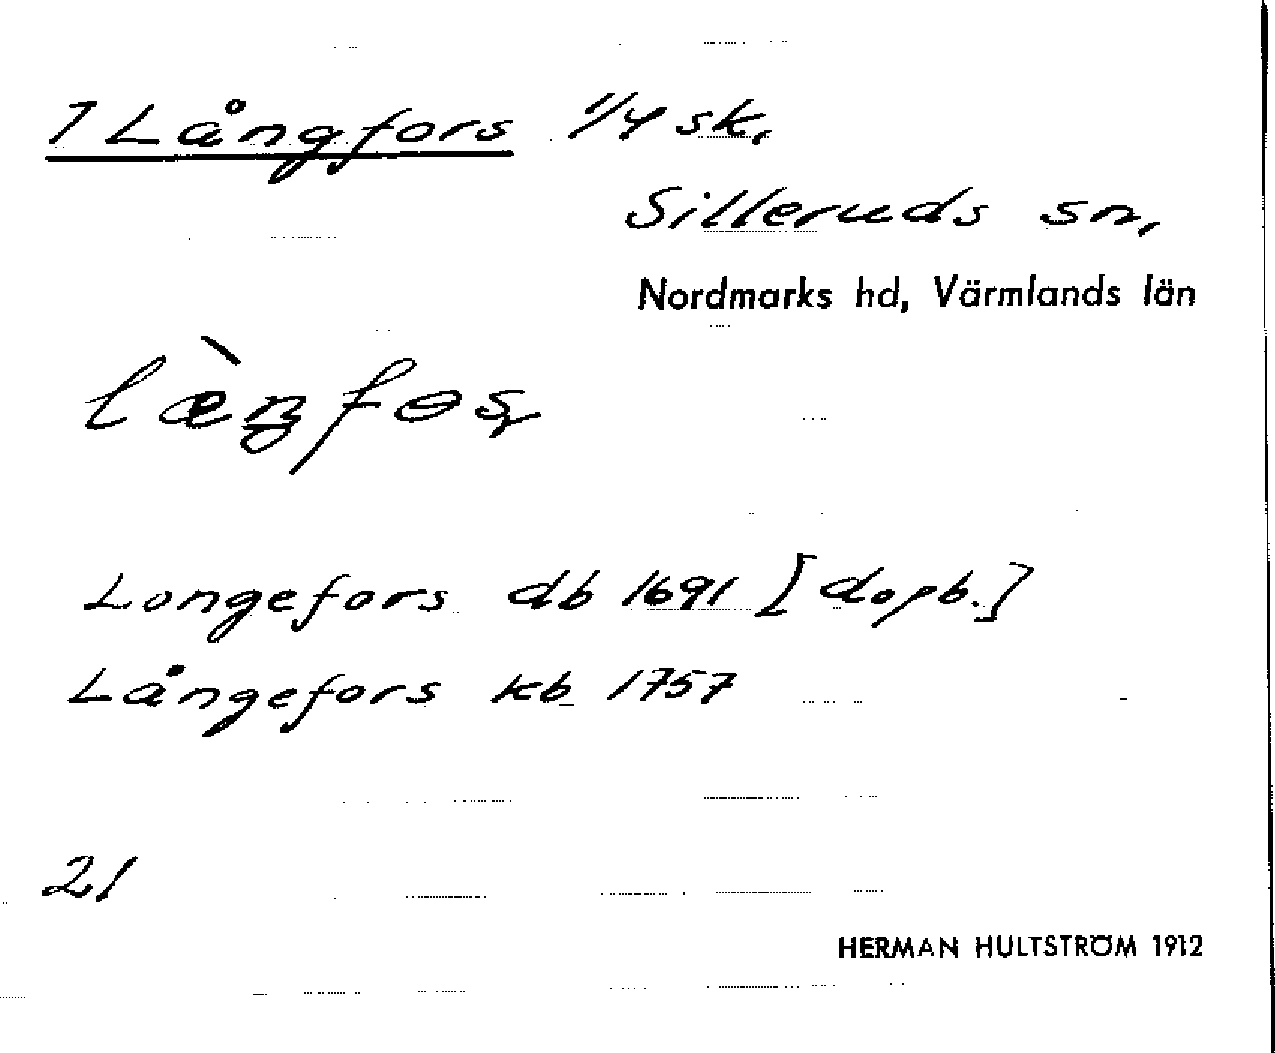 1 Långfors 1/4 sk,
Silleruds sn,
Nordmarks hd, Värmlands län
Longefors db 1691 [dopb.]
Långefors kb 1757
21
HERMAN HULTSTRÖM 1912